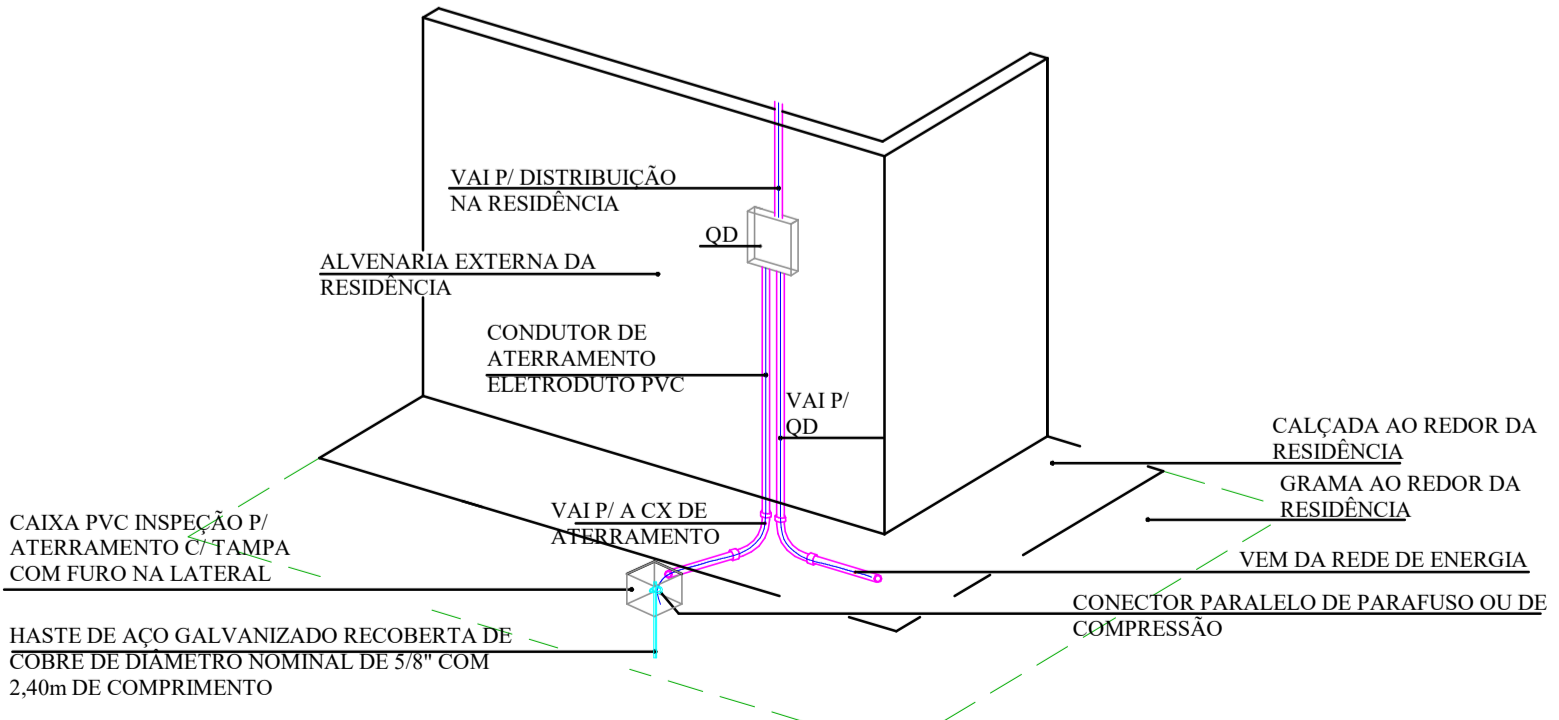 VAI P/ DISTRIBUIÇÃO
NA RESIDÊNCIA
QD
ALVENARIA EXTERNA DA
RESIDÊNCIA
CONDUTOR DE
ATERRAMENTO
ELETRODUTO PVC
VAI P/
QD
CALÇADA AO REDOR DA
RESIDÊNCIA
GRAMA AO REDOR DA
RESIDÊNCIA
VAI P/ A CX DE
ATERRAMENTO
CAIXA PVC INSPEÇÃO P/
ATERRAMENTO C/ TAMPA
COM FURO NA LATERAL
VEM DA REDE DE ENERGIA
CONECTOR PARALELO DE PARAFUSO OU DE
COMPRESSÃO
HASTE DE AÇO GALVANIZADO RECOBERTA DE
COBRE DE DIÂMETRO NOMINAL DE 5/8" COM
2,40m DE COMPRIMENTO